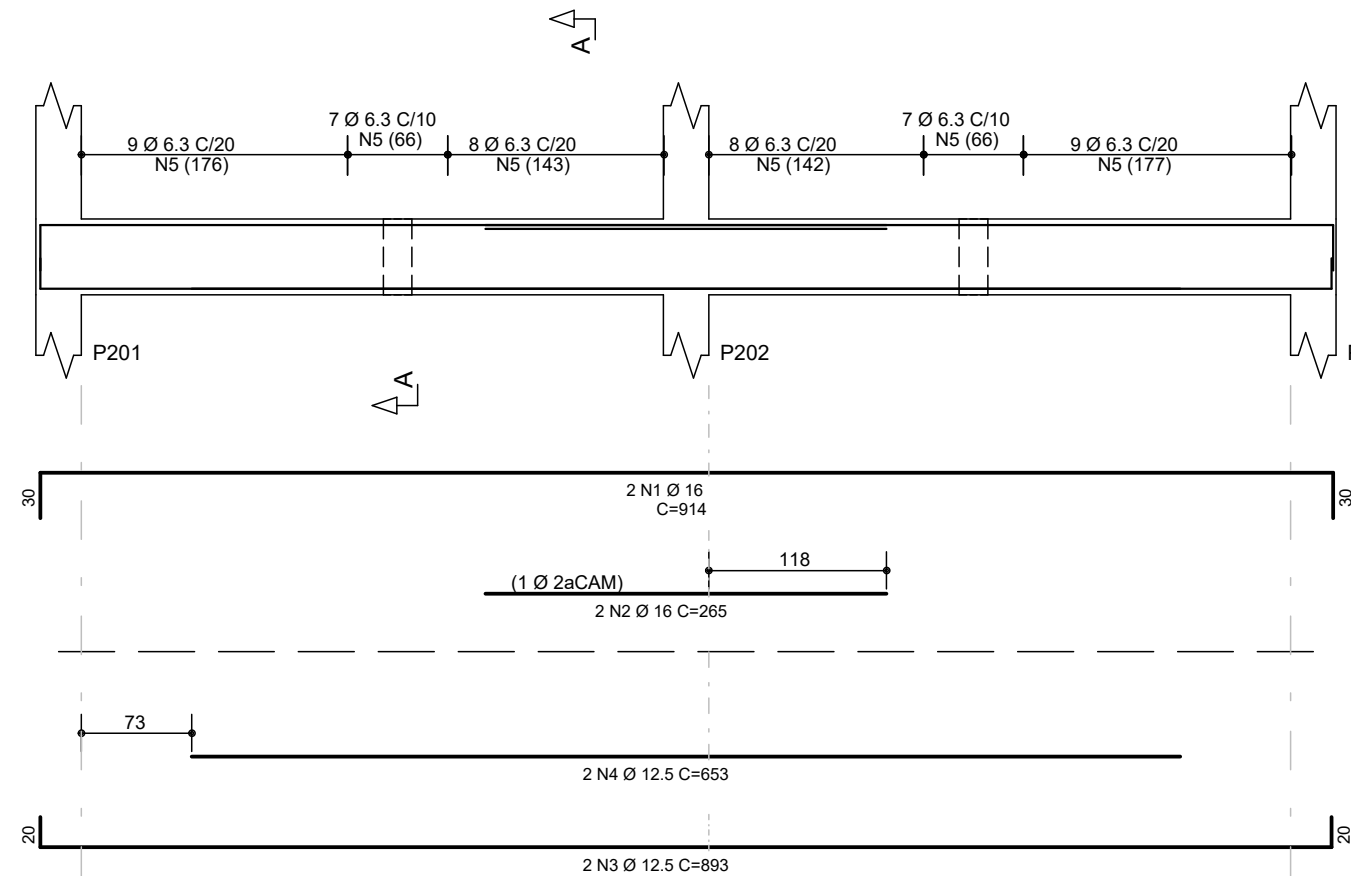 A
9 Ø 6.3 C/20
N5 (176)
7 Ø 6.3 C/10
N5 (66)
8 Ø 6.3 C/20
N5 (143)
8 Ø 6.3 C/20
N5 (142)
7 Ø 6.3 C/10
N5 (66)
9 Ø 6.3 C/20
N5 (177)
P201
P202
A
30
2 N1 Ø 16
C=914
30
118
(1 Ø 2aCAM)
2 N2 Ø 16 C=265
73
2 N4 Ø 12.5 C=653
20
2 N3 Ø 12.5 C=893
20